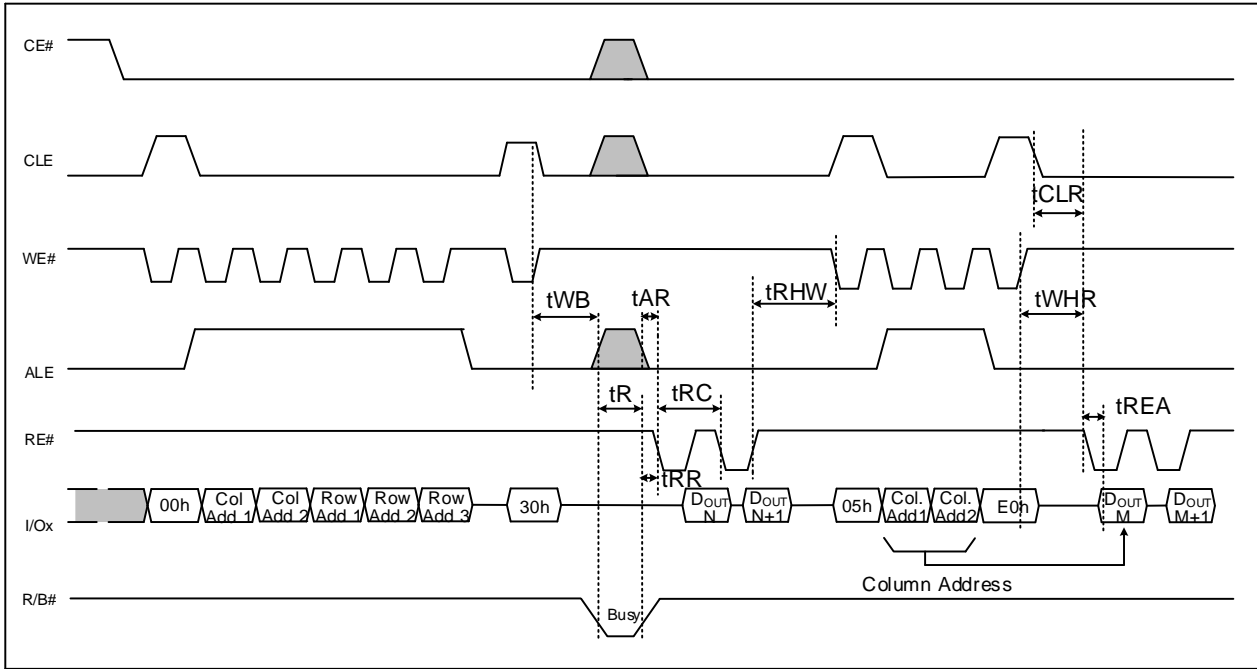 CE#
CLE
tCLR
WE#
tWB
tAR
tRHW
tWHR
ALE
tR
tRC
tREA
RE#
tRR
I/Ox
00h
Col
Add 1
Col
Add 2
Row
Add 1
Row
Add 2
Row
Add 3
30h
DOUT
N
DOUT
N+1
05h
Col.
Add1
Col.
Add2
E0h
DOUT
M
DOUT
M+1
Column Address
R/B#
Busy